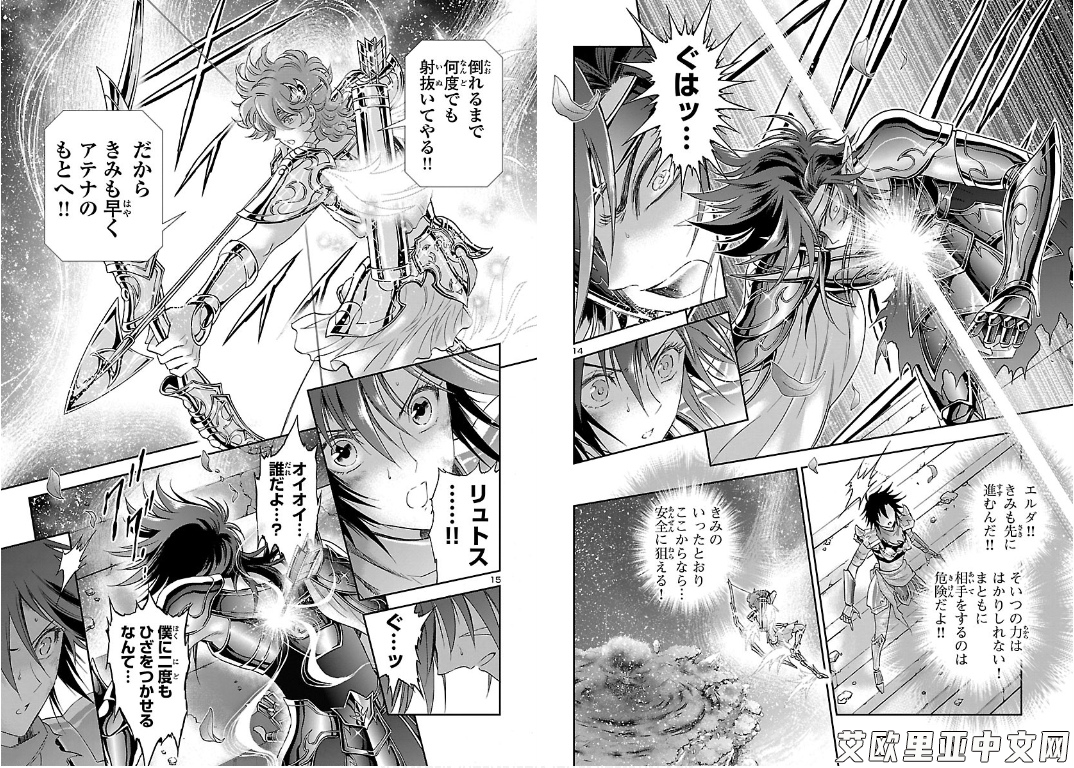 ぐはッ…
14
エルダ!!
きみも先に
進むんだ!!
そいつの力は
はかりしれない!
まともに
相手をするのは
危険だよ!!
きみの
いったとおり
ここからなら…
安全に狙える!
倒れるまで
何度でも
射抜いてやる!!
だから
きみも早く
アテナの
もとへ!!
リュトス
……!!
15
オイオイ…
誰だよ…?
ぐ…ッ
僕に二度も
ひざをつかせる
なんて…
艾欧里亚中文网